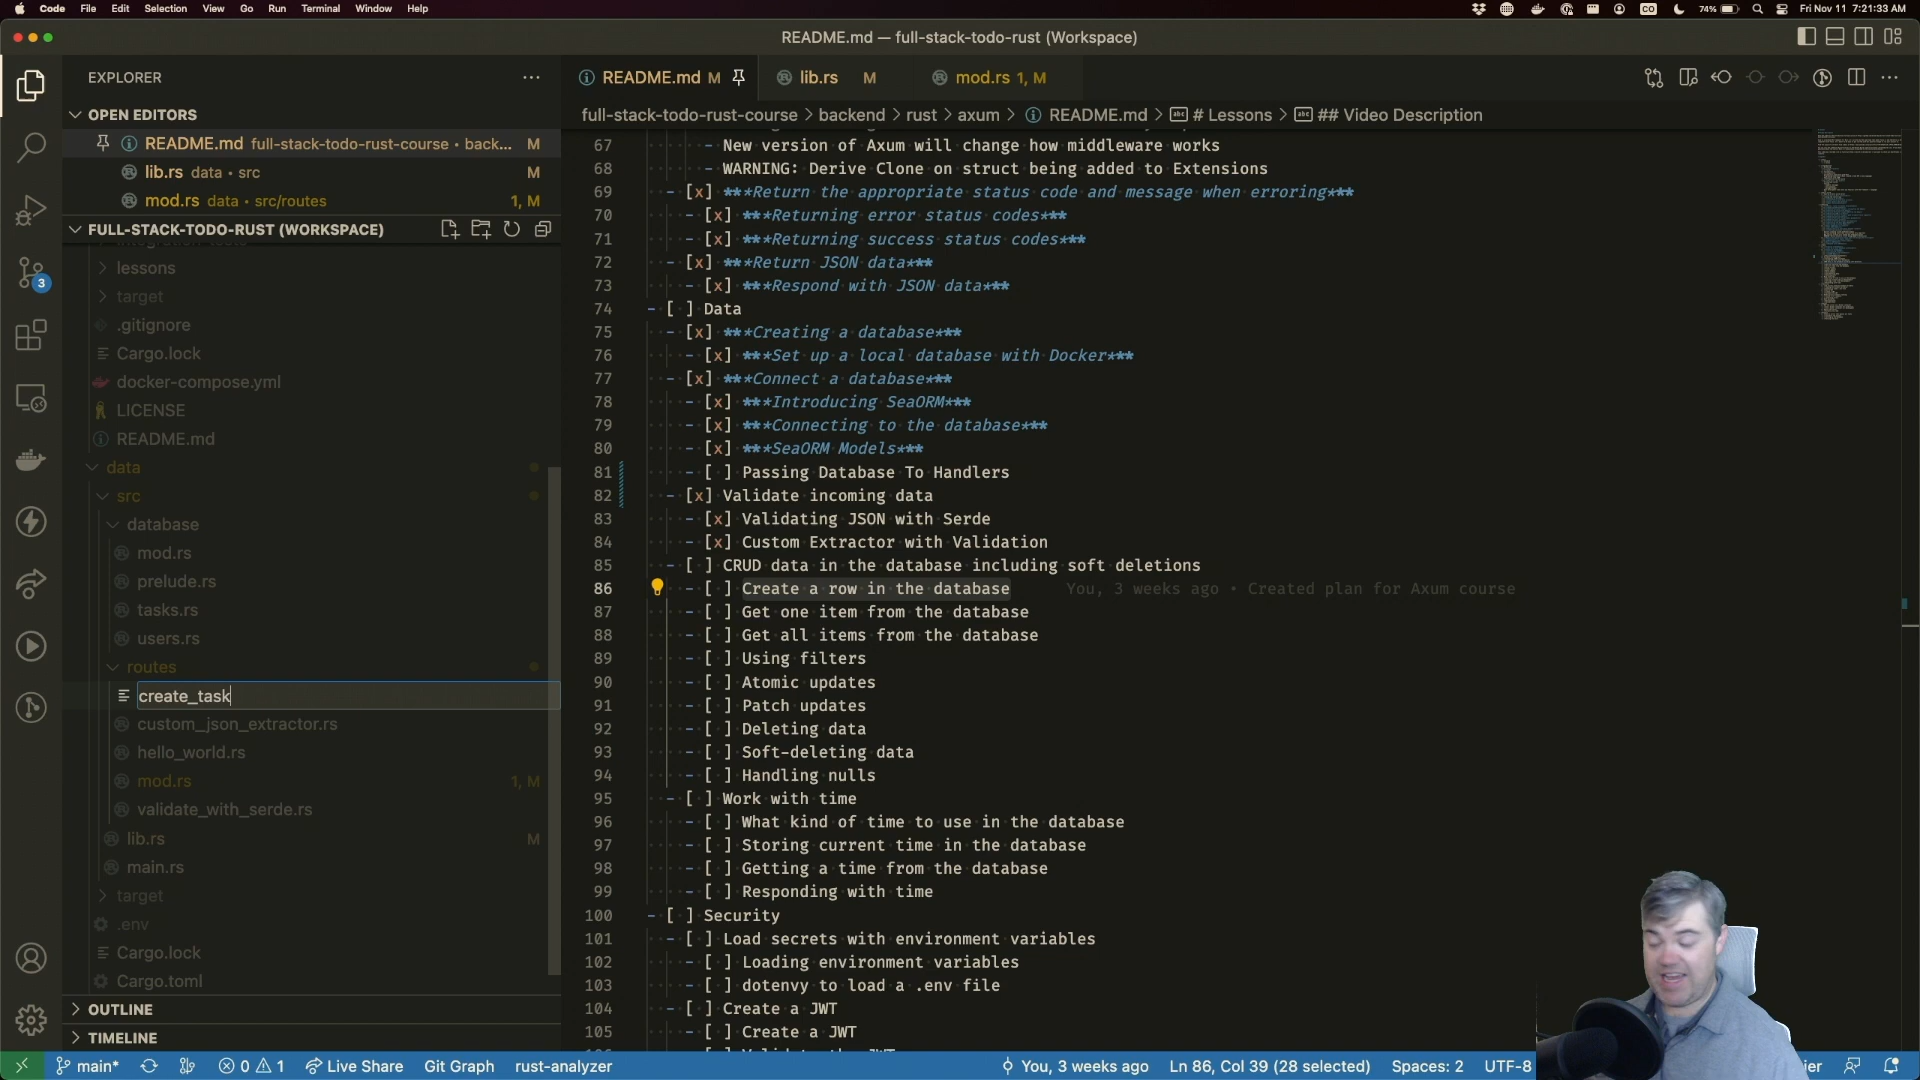 Code File Edit Selection View Go Run Terminal Window Help
CO 74% Fri Nov 11 7:21:33 AM
README.md — full-stack-todo-rust (Workspace)
EXPLORER
README.md M
lib.rs M
mod.rs 1, M
OPEN EDITORS
full-stack-todo-rust-course > backend > rust > axum > README.md > # Lessons > ## Video Description
README.md full-stack-todo-rust-course • back... M
lib.rs data • src M
mod.rs data • src/routes 1, M
FULL-STACK-TODO-RUST (WORKSPACE)
lessons
target
.gitignore
Cargo.lock
docker-compose.yml
LICENSE
README.md
data
src
database
mod.rs
prelude.rs
tasks.rs
users.rs
routes
create_task
custom_json_extractor.rs
hello_world.rs
mod.rs 1, M
validate_with_serde.rs
lib.rs M
main.rs
target
.env
Cargo.lock
Cargo.toml
OUTLINE
TIMELINE
3
67 - New version of Axum will change how middleware works
68 - WARNING: Derive Clone on struct being added to Extensions
69 - [x] ***Return the appropriate status code and message when erroring***
70 - [x] ***Returning error status codes***
71 - [x] ***Returning success status codes***
72 - [x] ***Return JSON data***
73 - [x] ***Respond with JSON data***
74 - [ ] Data
75 - [x] ***Creating a database***
76 - [x] ***Set up a local database with Docker***
77 - [x] ***Connect a database***
78 - [x] ***Introducing SeaORM***
79 - [x] ***Connecting to the database***
80 - [x] ***SeaORM Models***
81 - [ ] Passing Database To Handlers
82 - [x] Validate incoming data
83 - [x] Validating JSON with Serde
84 - [x] Custom Extractor with Validation
85 - [ ] CRUD data in the database including soft deletions
86 - [ ] Create a row in the database You, 3 weeks ago • Created plan for Axum course
87 - [ ] Get one item from the database
88 - [ ] Get all items from the database
89 - [ ] Using filters
90 - [ ] Atomic updates
91 - [ ] Patch updates
92 - [ ] Deleting data
93 - [ ] Soft-deleting data
94 - [ ] Handling nulls
95 - [ ] Work with time
96 - [ ] What kind of time to use in the database
97 - [ ] Storing current time in the database
98 - [ ] Getting a time from the database
99 - [ ] Responding with time
100 - [ ] Security
101 - [ ] Load secrets with environment variables
102 - [ ] Loading environment variables
103 - [ ] dotenvy to load a .env file
104 - [ ] Create a JWT
105 - [ ] Create a JWT
main* 0 1 Live Share Git Graph rust-analyzer You, 3 weeks ago Ln 86, Col 39 (28 selected) Spaces: 2 UTF-8 ier